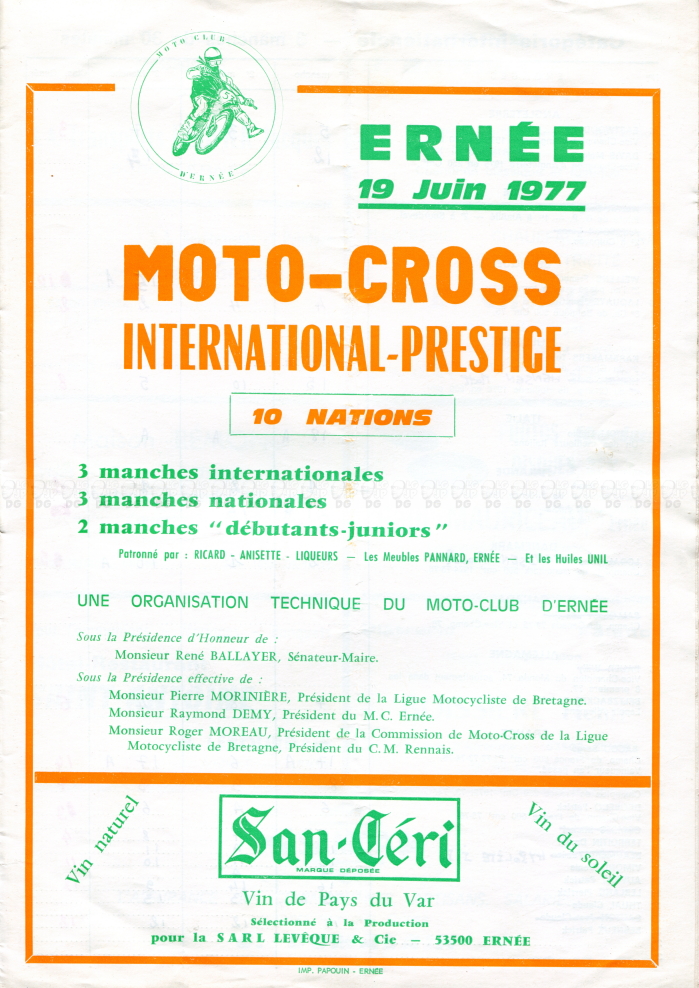 MOTO CLUB
D'ERNÉE
ERNÉE
19 Juin 1977
MOTO-CROSS
INTERNATIONAL-PRESTIGE
10 NATIONS
3 manches internationales
3 manches nationales
2 manches “débutants-juniors”
Patronné par : RICARD - ANISETTE - LIQUEURS — Les Meubles PANNARD, ERNÉE — Et les Huiles UNIL
UNE ORGANISATION TECHNIQUE DU MOTO-CLUB D'ERNÉE
Sous la Présidence d'Honneur de :
Monsieur René BALLAYER, Sénateur-Maire.
Sous la Présidence effective de :
Monsieur Pierre MORINIÈRE, Président de la Ligue Motocycliste de Bretagne.
Monsieur Raymond DEMY, Président du M.C. Ernée.
Monsieur Roger MOREAU, Président de la Commission de Moto-Cross de la Ligue
Motocycliste de Bretagne, Président du C.M. Rennais.
Vin naturel
San-Céri
MARQUE DÉPOSÉE
Vin du soleil
Vin de Pays du Var
Sélectionné à la Production
pour la SARL LEVÊQUE & Cie — 53500 ERNÉE
IMP. PAPOUIN - ERNÉE